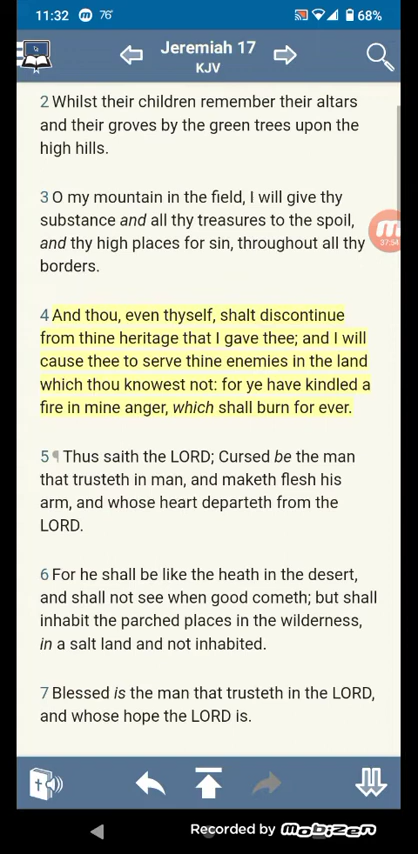 11:32 m 76° 68%
Jeremiah 17
KJV
2 Whilst their children remember their altars
and their groves by the green trees upon the
high hills.
3 O my mountain in the field, I will give thy
substance and all thy treasures to the spoil,
and thy high places for sin, throughout all thy
borders.
m
37:54
4 And thou, even thyself, shalt discontinue
from thine heritage that I gave thee; and I will
cause thee to serve thine enemies in the land
which thou knowest not: for ye have kindled a
fire in mine anger, which shall burn for ever.
5 ¶ Thus saith the LORD; Cursed be the man
that trusteth in man, and maketh flesh his
arm, and whose heart departeth from the
LORD.
6 For he shall be like the heath in the desert,
and shall not see when good cometh; but shall
inhabit the parched places in the wilderness,
in a salt land and not inhabited.
7 Blessed is the man that trusteth in the LORD,
and whose hope the LORD is.
Recorded by mobizen